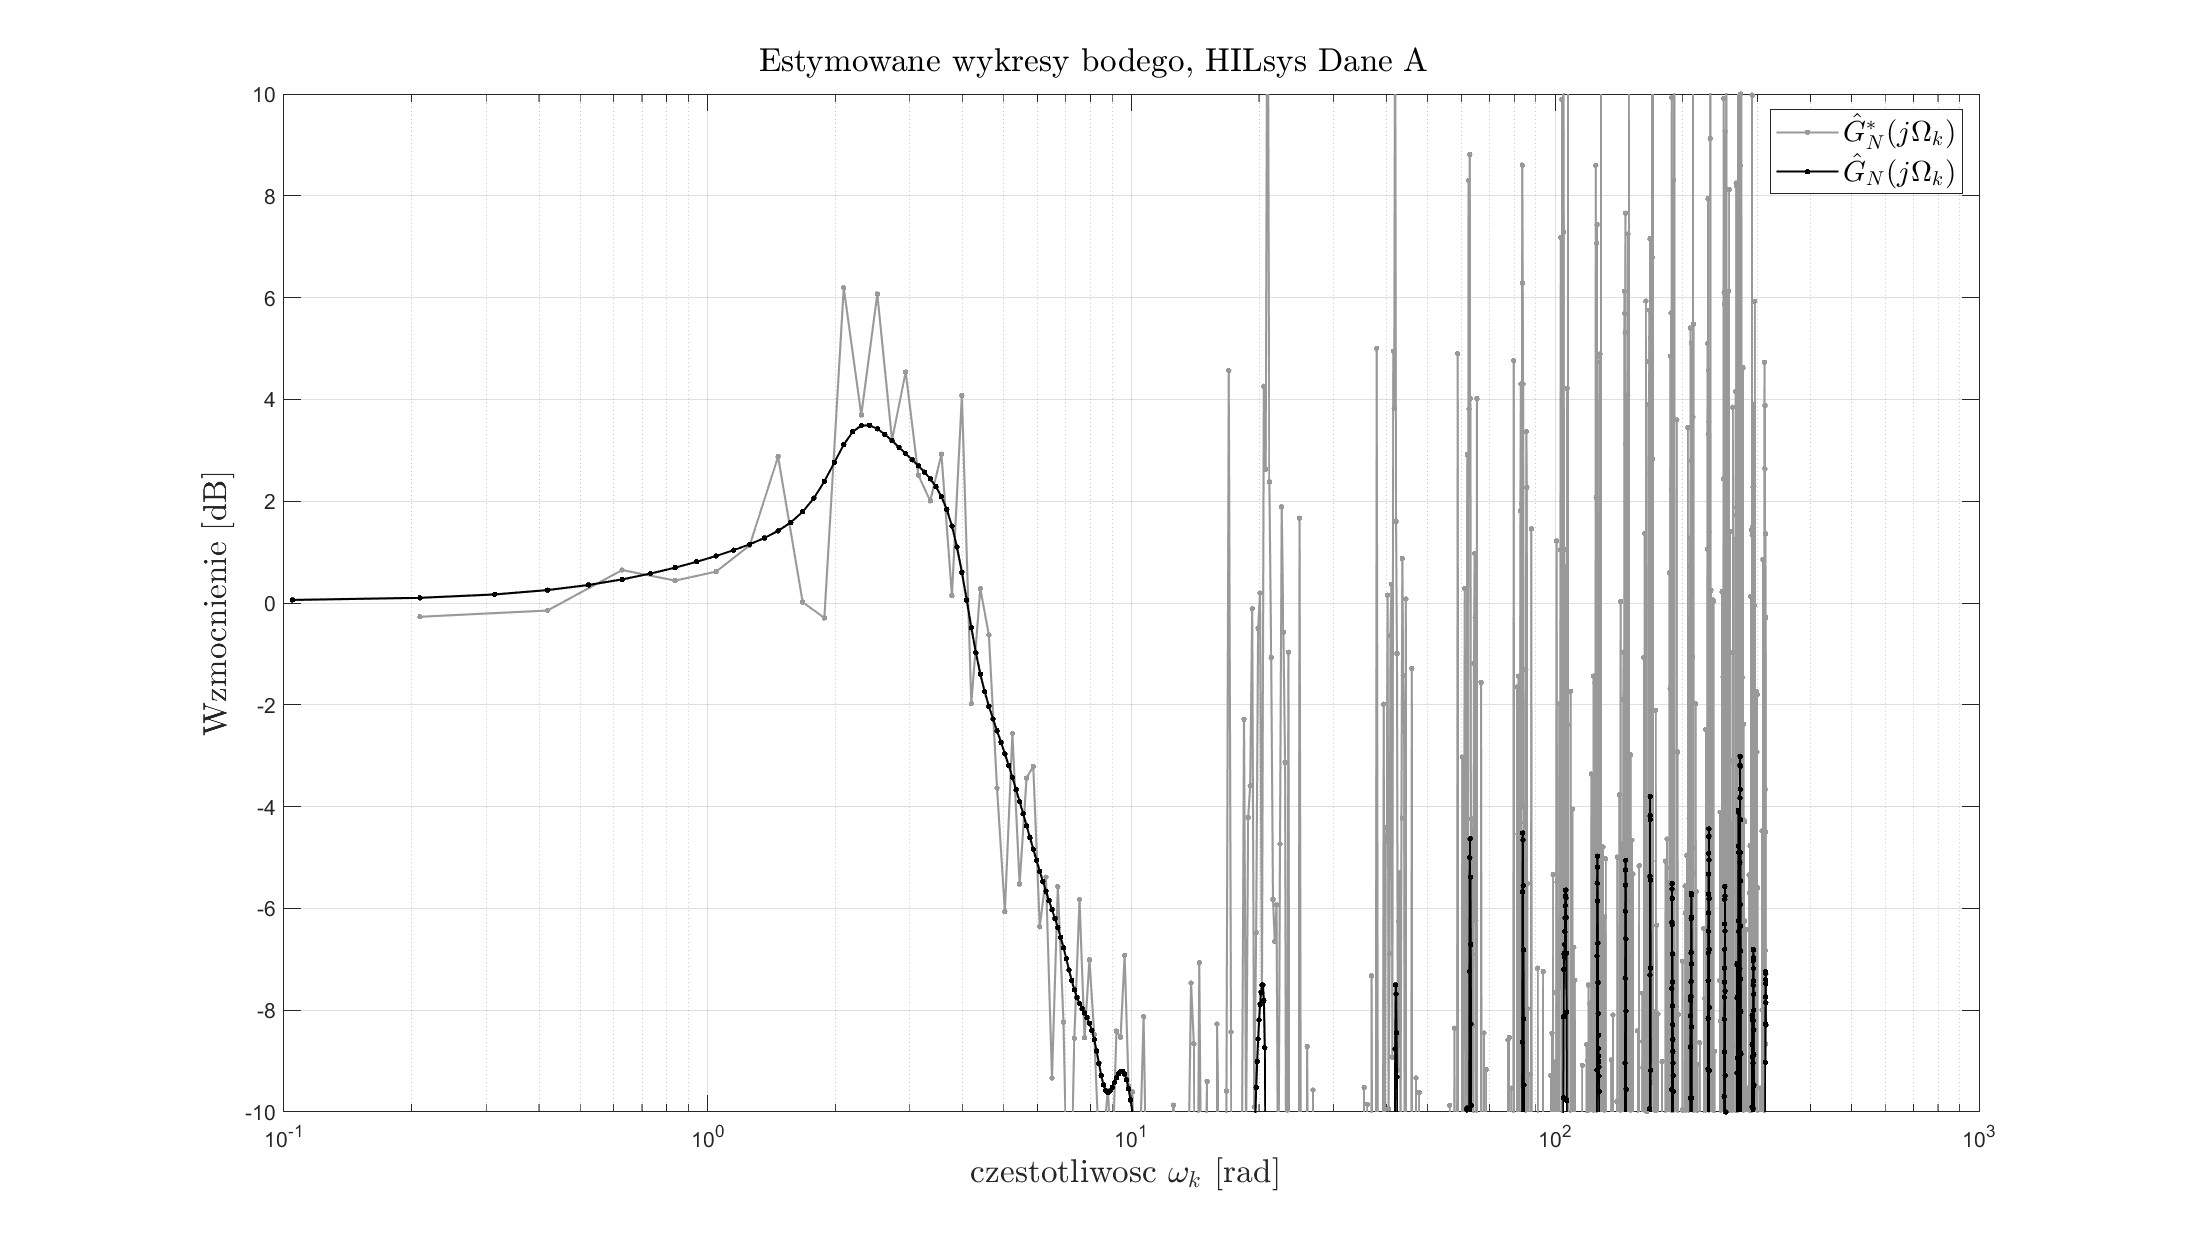 Estymowane wykresy bodego, HILsys Dane A
Ĝ*_N(jΩ_k)
Ĝ_N(jΩ_k)
Wzmocnienie [dB]
10
8
6
4
2
0
-2
-4
-6
-8
-10
10^-1 10^0 10^1 10^2 10^3
czestotliwosc ω_k [rad]